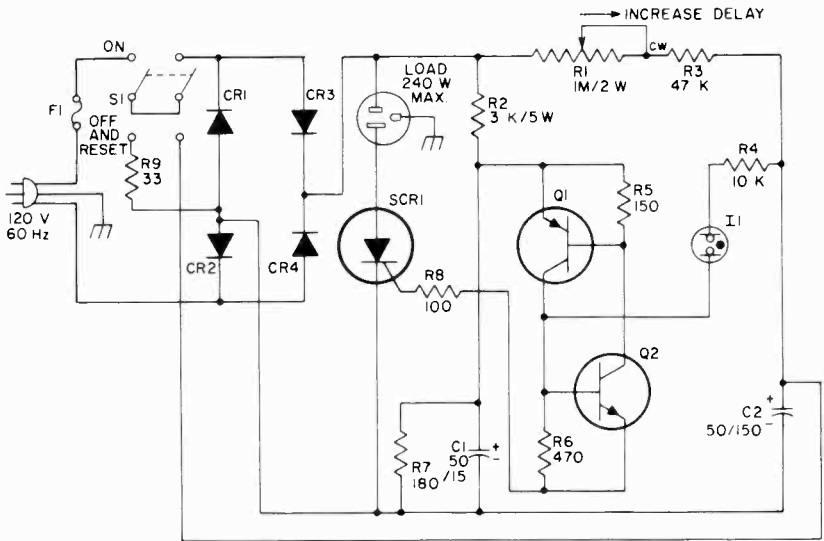 INCREASE DELAY
ON
LOAD
240 W
MAX.
CW
R1
1M/2 W
R3
47 K
F1
S1
CR1
CR3
R2
3 K/5W
OFF
AND
RESET
R9
33
R4
10 K
120 V
60 Hz
SCR1
Q1
R5
150
I1
CR2
CR4
R8
100
Q2
R7
180
C1
50
/15
+
-
R6
470
C2
50/150
+
-